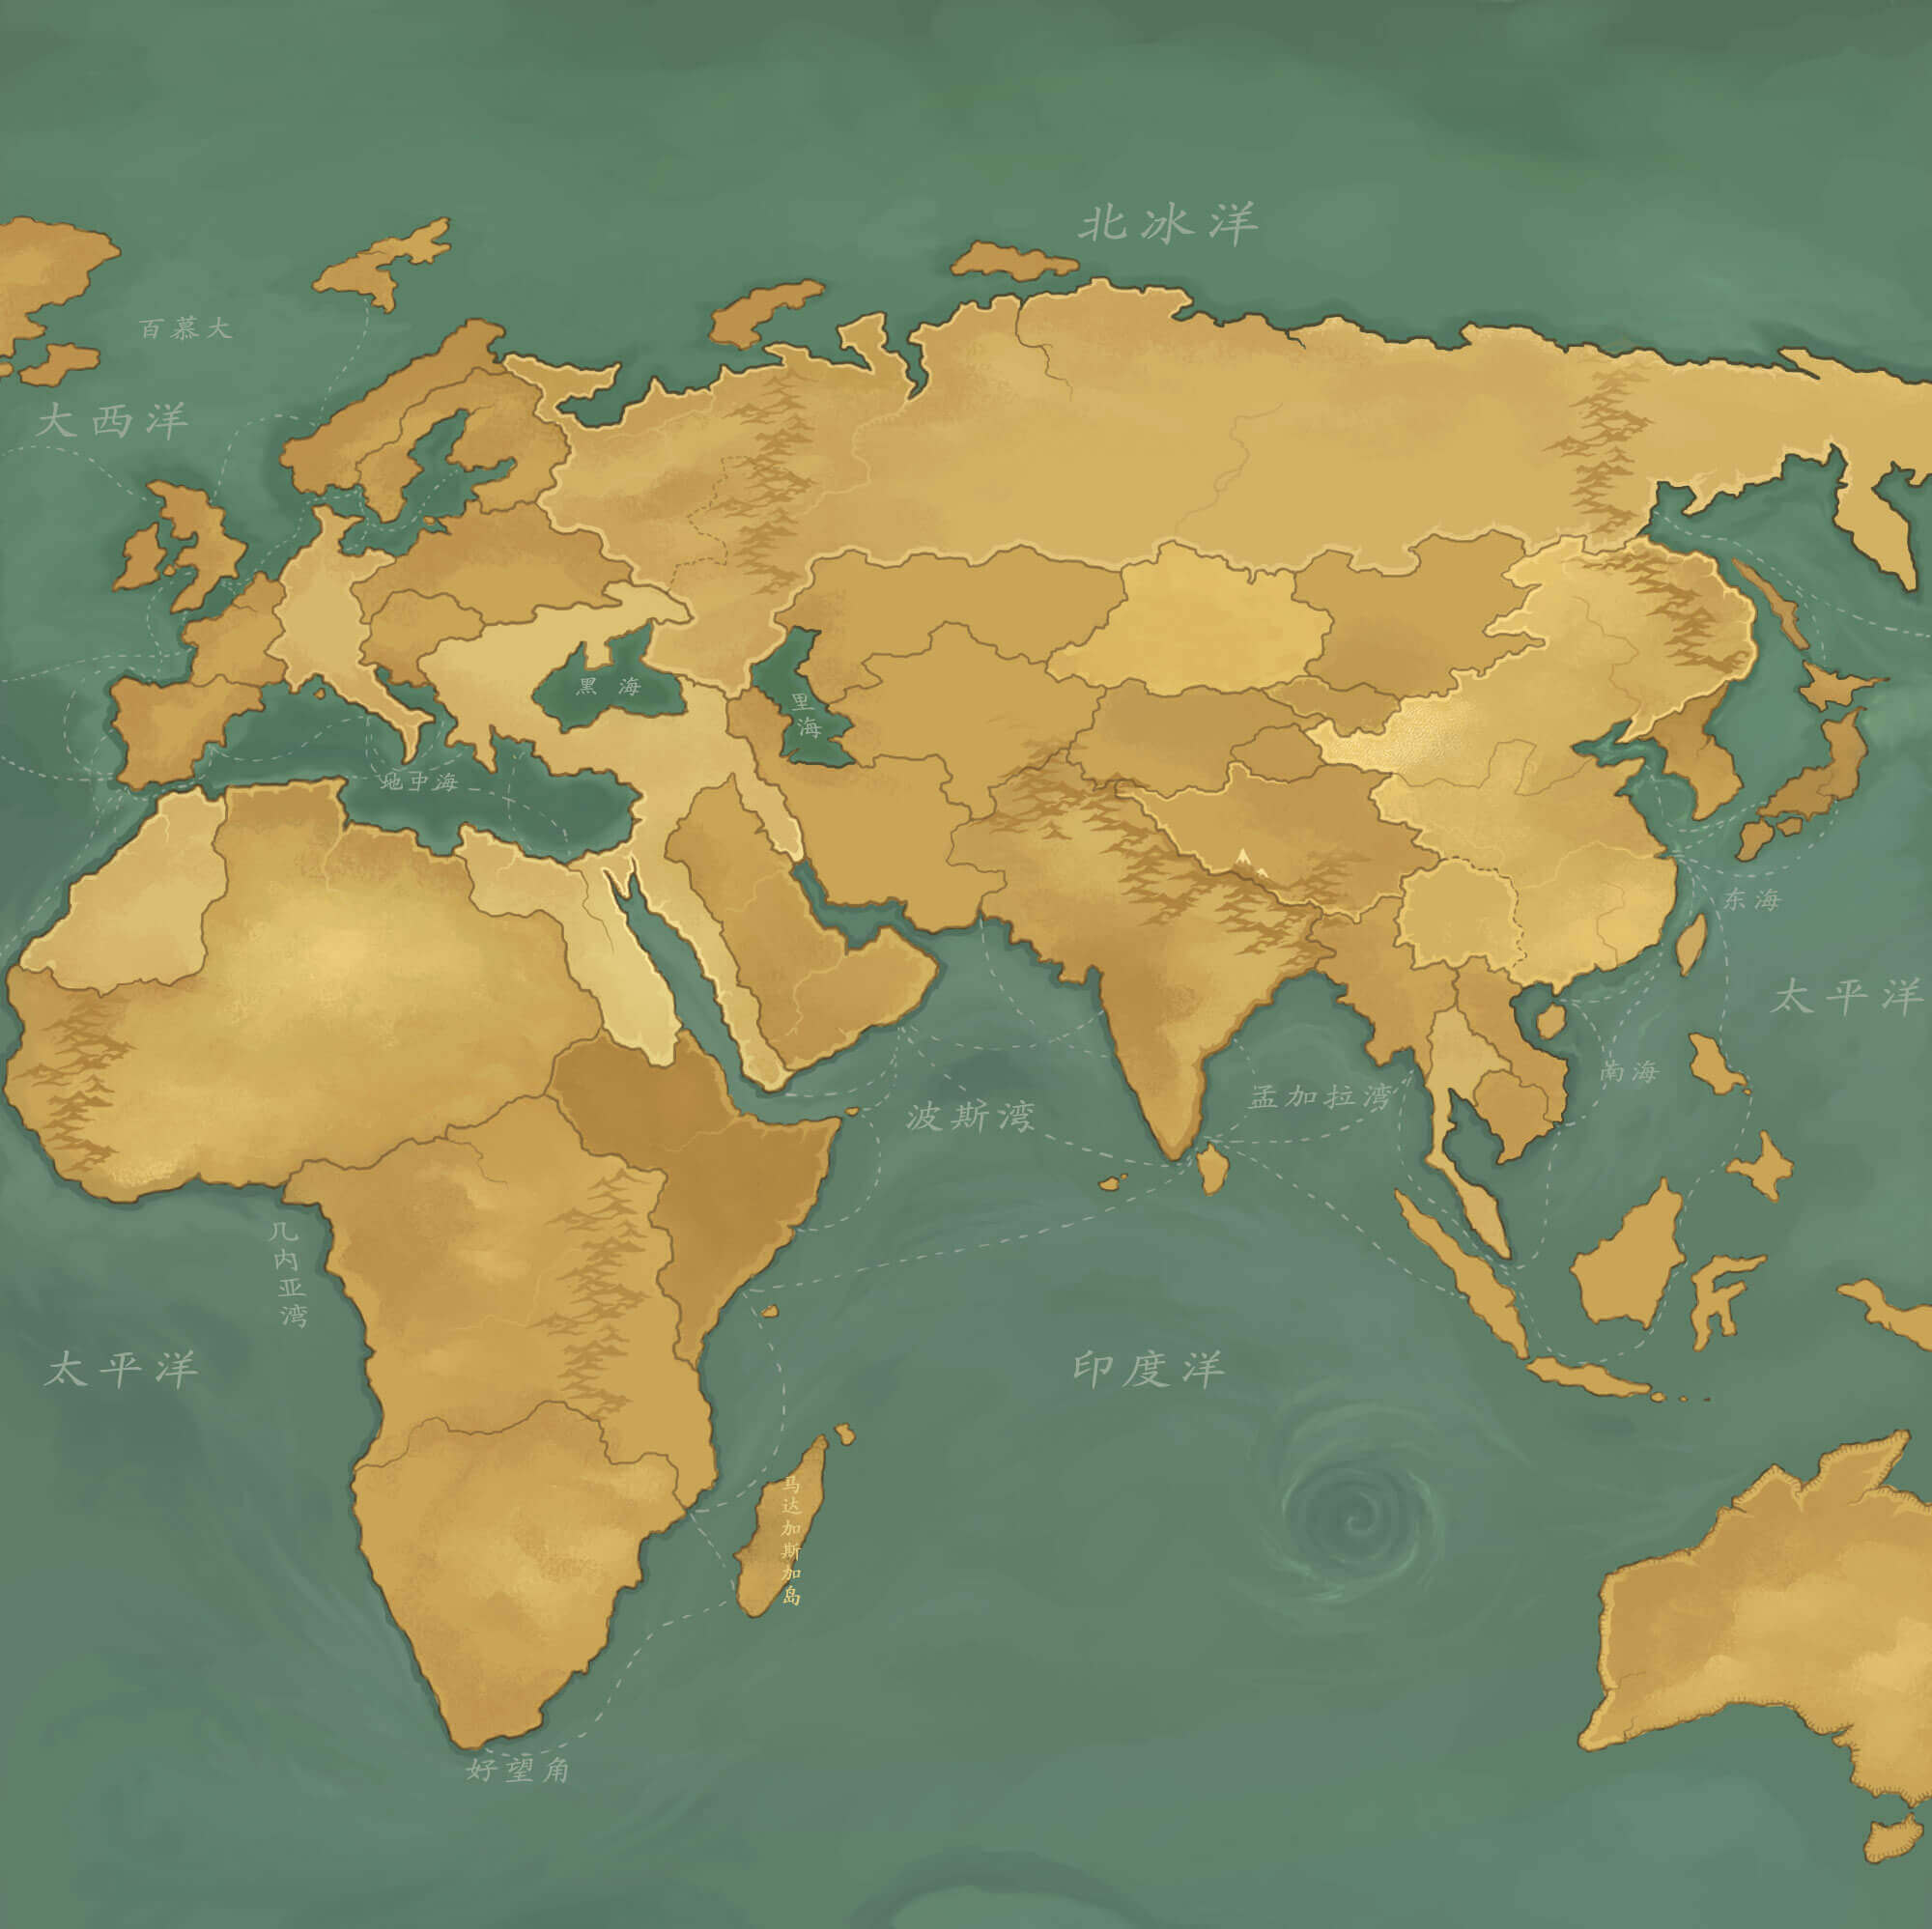 北冰洋
百慕大
大西洋
黑 海
里海
地中海
东海
太平洋
南海
孟加拉湾
波斯湾
几内亚湾
太平洋
印度洋
马达加斯加岛
好望角